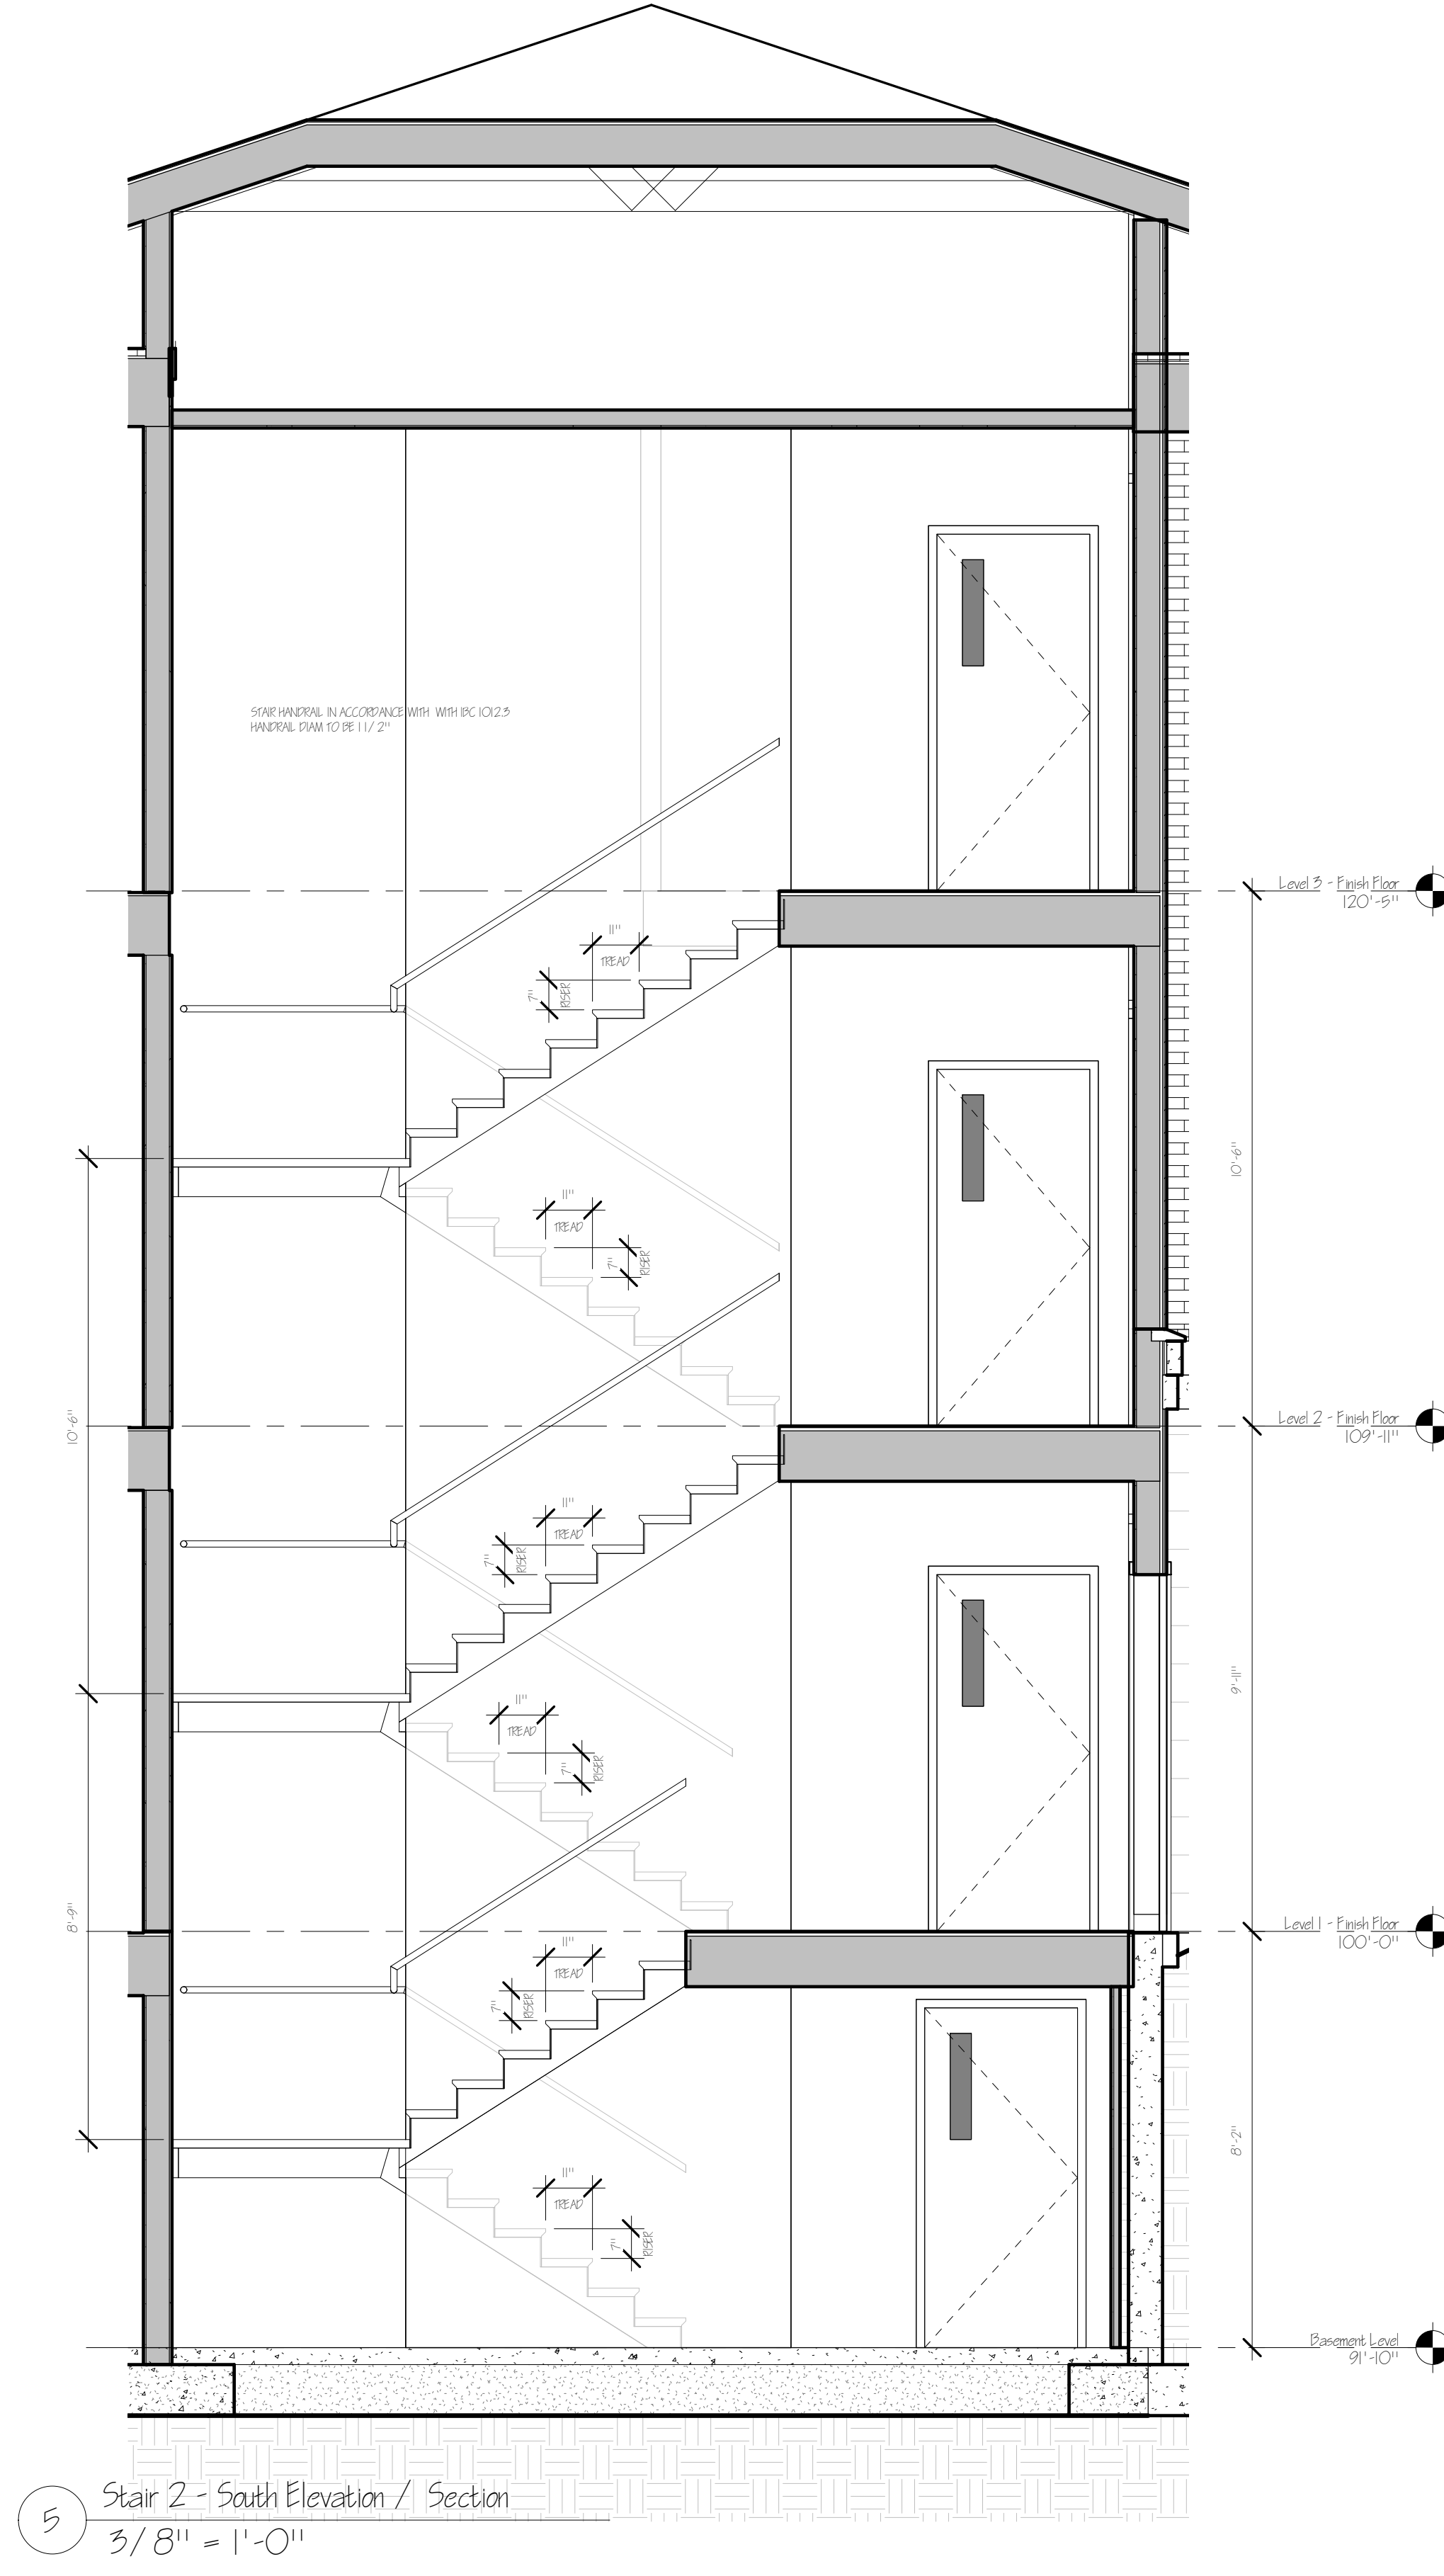 STAIR HANDRAIL IN ACCORDANCE WITH WITH IBC 1012.3
HANDRAIL DIAM TO BE 1 1/2"
Level 3 - Finish Floor
120'-5"
11"
TREAD
7"
RISER
10'-6"
11"
TREAD
7"
RISER
10'-6"
Level 2 - Finish Floor
109'-11"
11"
TREAD
7"
RISER
9'-11"
11"
TREAD
7"
RISER
8'-9"
Level 1 - Finish Floor
100'-0"
11"
TREAD
7"
RISER
8'-2"
11"
TREAD
7"
RISER
Basement Level
91'-10"
5
Stair 2 - South Elevation / Section
3/8" = 1'-0"